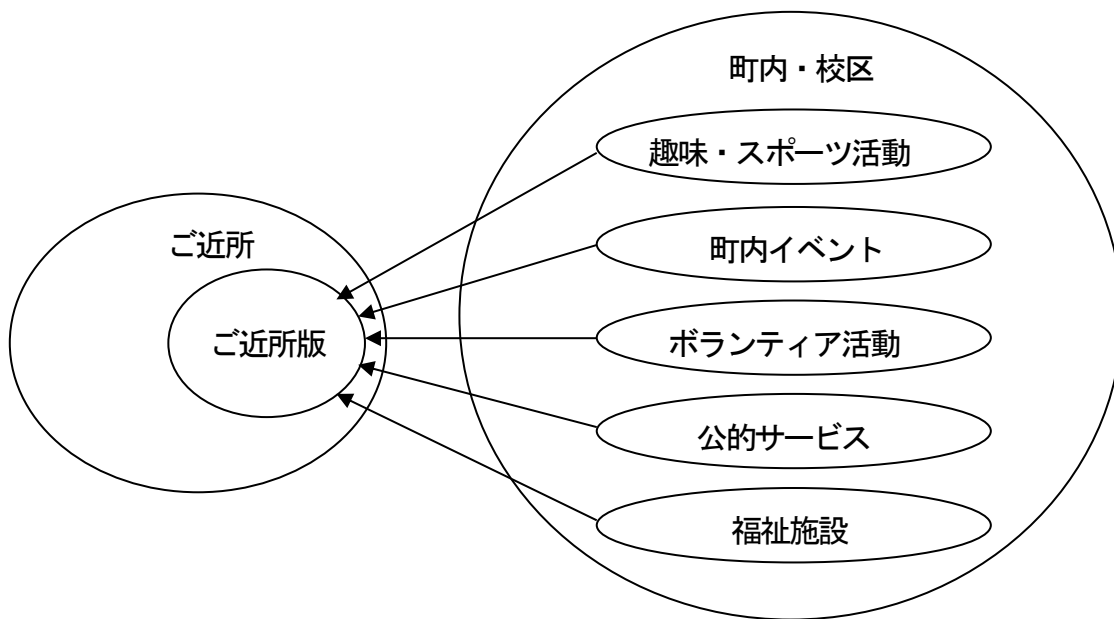 町内・校区
趣味・スポーツ活動
ご近所
町内イベント
ご近所版
ボランティア活動
公的サービス
福祉施設